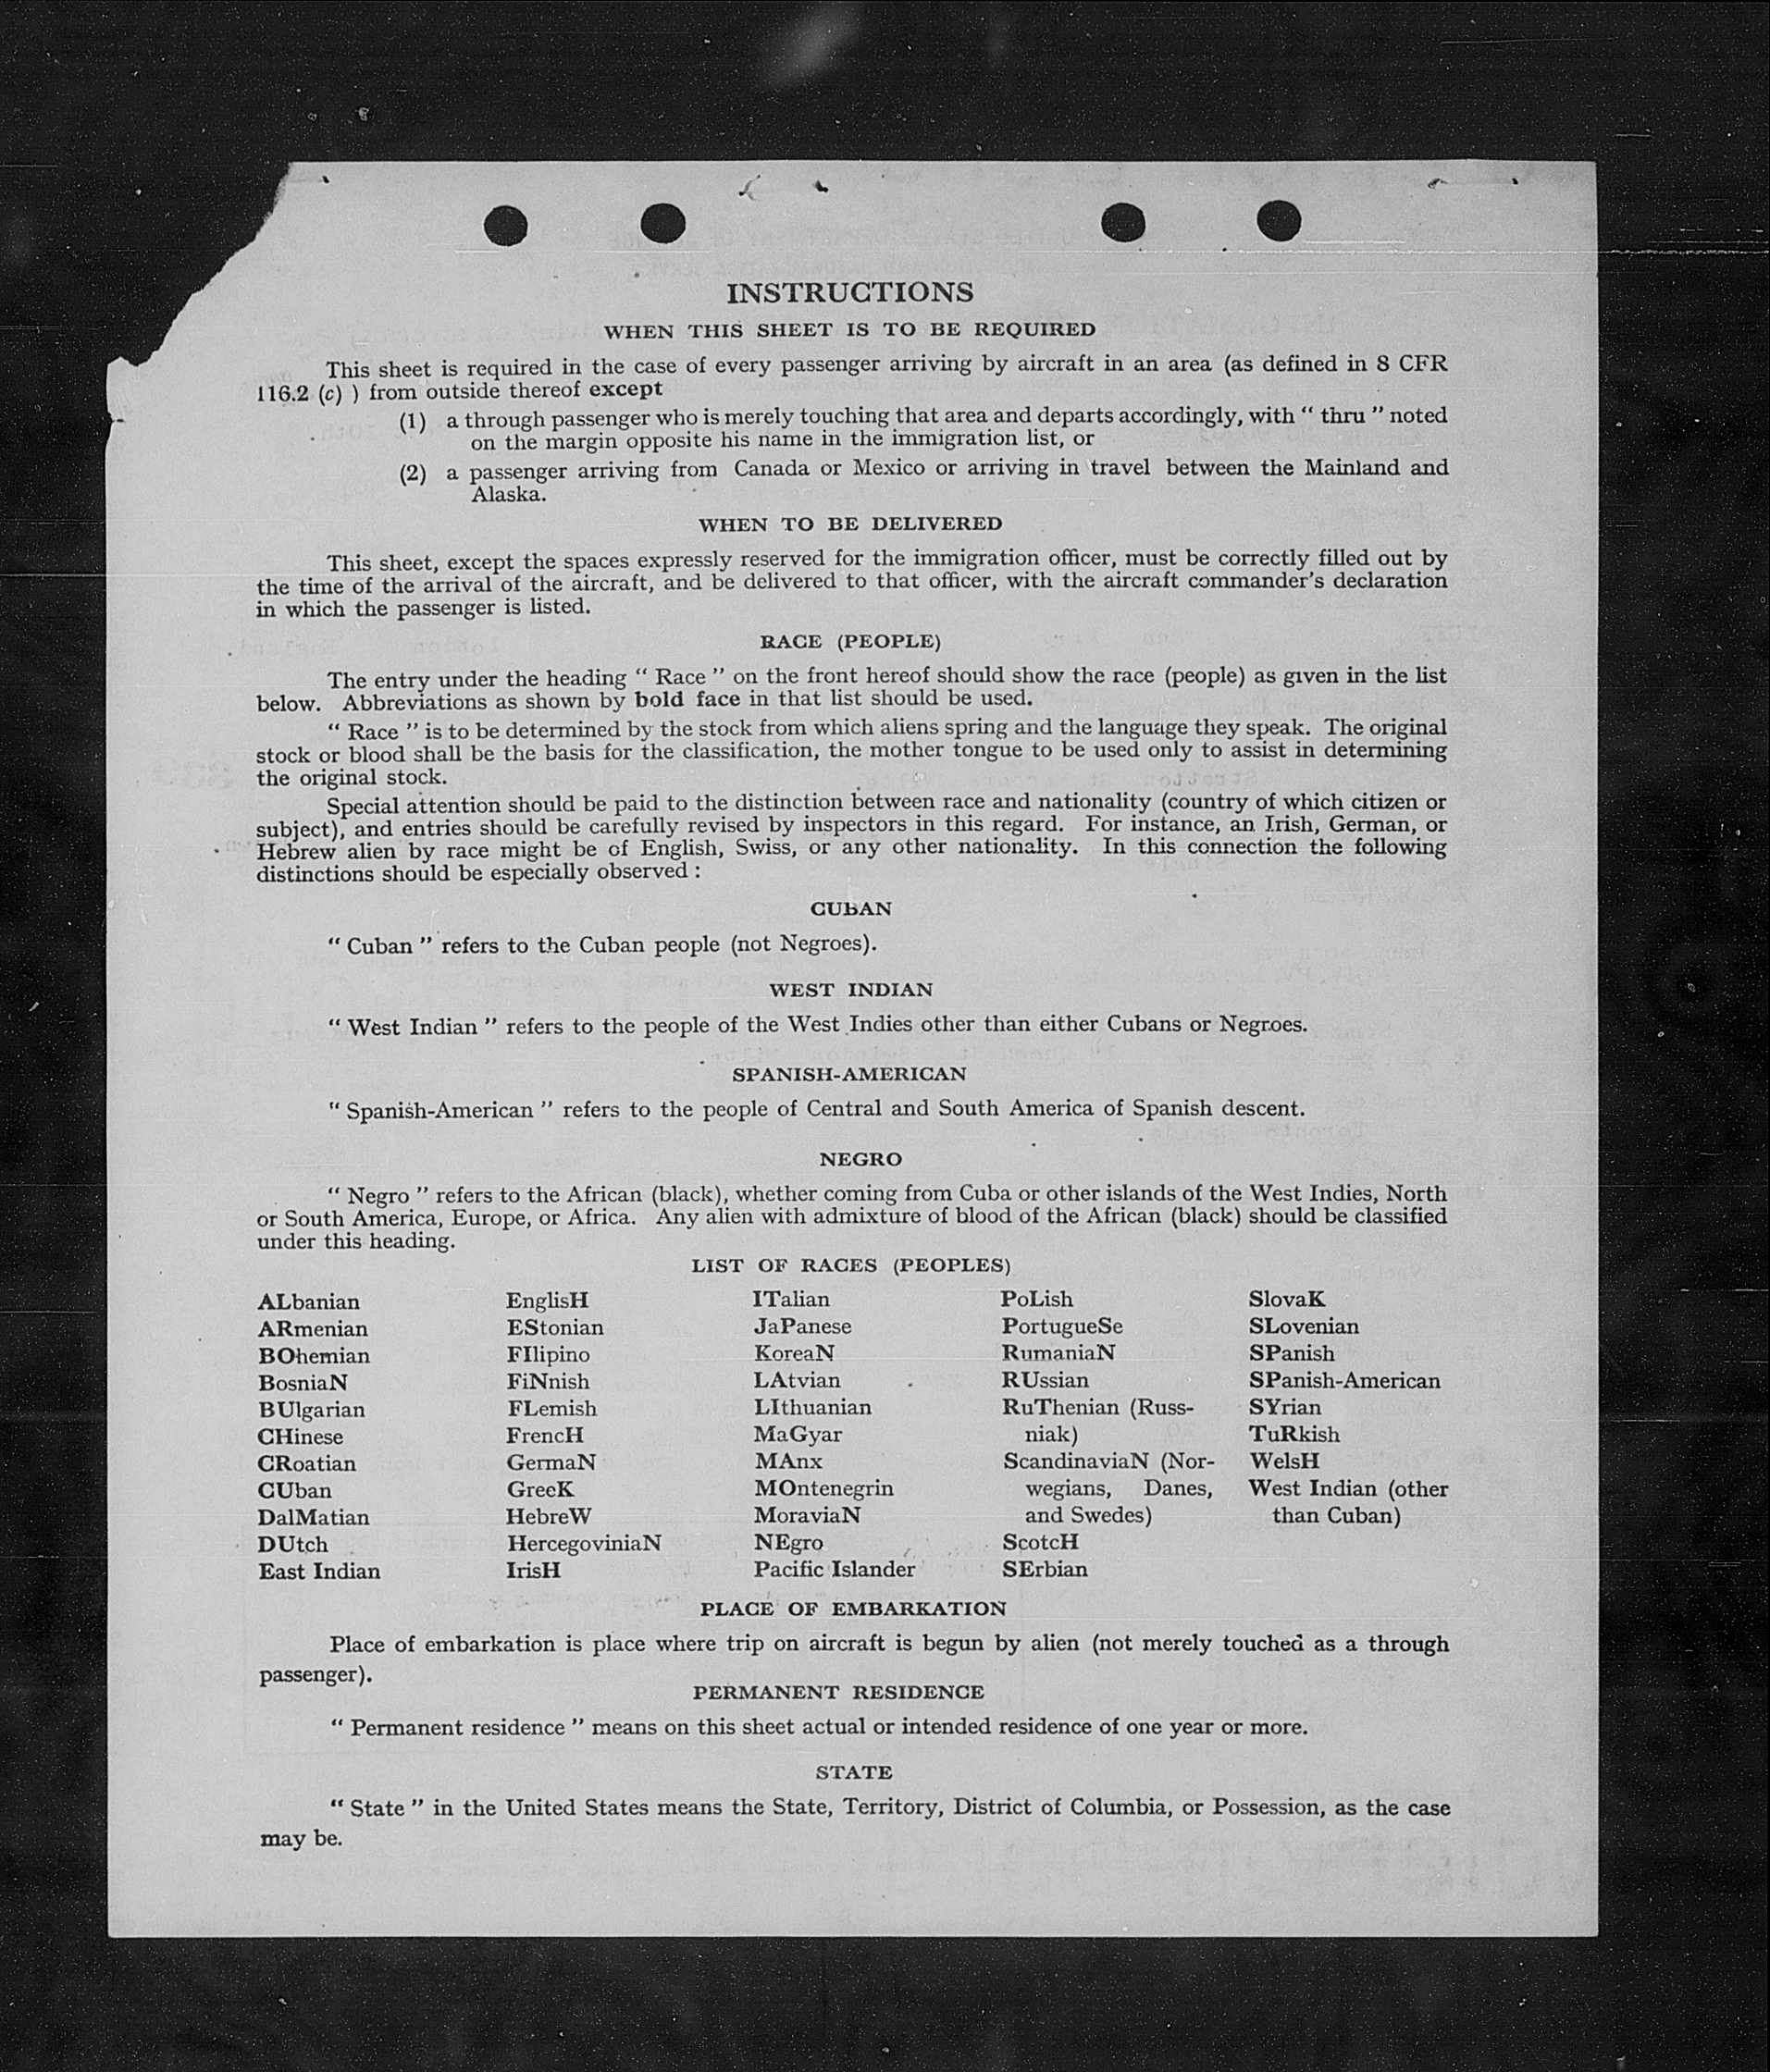 INSTRUCTIONS
WHEN THIS SHEET IS TO BE REQUIRED
This sheet is required in the case of every passenger arriving by aircraft in an area (as defined in 8 CFR
116.2 (c) ) from outside thereof except
(1) a through passenger who is merely touching that area and departs accordingly, with “ thru ” noted
on the margin opposite his name in the immigration list, or
(2) a passenger arriving from Canada or Mexico or arriving in travel between the Mainland and
Alaska.
WHEN TO BE DELIVERED
This sheet, except the spaces expressly reserved for the immigration officer, must be correctly filled out by
the time of the arrival of the aircraft, and be delivered to that officer, with the aircraft commander’s declaration
in which the passenger is listed.
RACE (PEOPLE)
The entry under the heading “ Race ” on the front hereof should show the race (people) as given in the list
below. Abbreviations as shown by bold face in that list should be used.
“ Race ” is to be determined by the stock from which aliens spring and the language they speak. The original
stock or blood shall be the basis for the classification, the mother tongue to be used only to assist in determining
the original stock.
Special attention should be paid to the distinction between race and nationality (country of which citizen or
subject), and entries should be carefully revised by inspectors in this regard. For instance, an Irish, German, or
Hebrew alien by race might be of English, Swiss, or any other nationality. In this connection the following
distinctions should be especially observed :
CUBAN
“ Cuban ” refers to the Cuban people (not Negroes).
WEST INDIAN
“ West Indian ” refers to the people of the West Indies other than either Cubans or Negroes.
SPANISH-AMERICAN
“ Spanish-American ” refers to the people of Central and South America of Spanish descent.
NEGRO
“ Negro ” refers to the African (black), whether coming from Cuba or other islands of the West Indies, North
or South America, Europe, or Africa. Any alien with admixture of blood of the African (black) should be classified
under this heading.
LIST OF RACES (PEOPLES)
ALbanian
ARmenian
BOhemian
BosniaN
BUlgarian
CHinese
CRoatian
CUban
DalMatian
DUtch
East Indian
EnglisH
EStonian
FIlipino
FiNnish
FLemish
FrencH
GermaN
GreeK
HebreW
HercegoviniaN
IrisH
ITalian
JaPanese
KoreaN
LAtvian
LIthuanian
MaGyar
MAnx
MOntenegrin
MoraviaN
NEgro
Pacific Islander
PoLish
PortugueSe
RumaniaN
RUssian
RuThenian (Russ-
niak)
ScandinaviaN (Nor-
wegians, Danes,
and Swedes)
ScotcH
SErbian
SlovaK
SLovenian
SPanish
SPanish-American
SYrian
TuRkish
WelsH
West Indian (other
than Cuban)
PLACE OF EMBARKATION
Place of embarkation is place where trip on aircraft is begun by alien (not merely touched as a through
passenger).
PERMANENT RESIDENCE
“ Permanent residence ” means on this sheet actual or intended residence of one year or more.
STATE
“ State ” in the United States means the State, Territory, District of Columbia, or Possession, as the case
may be.